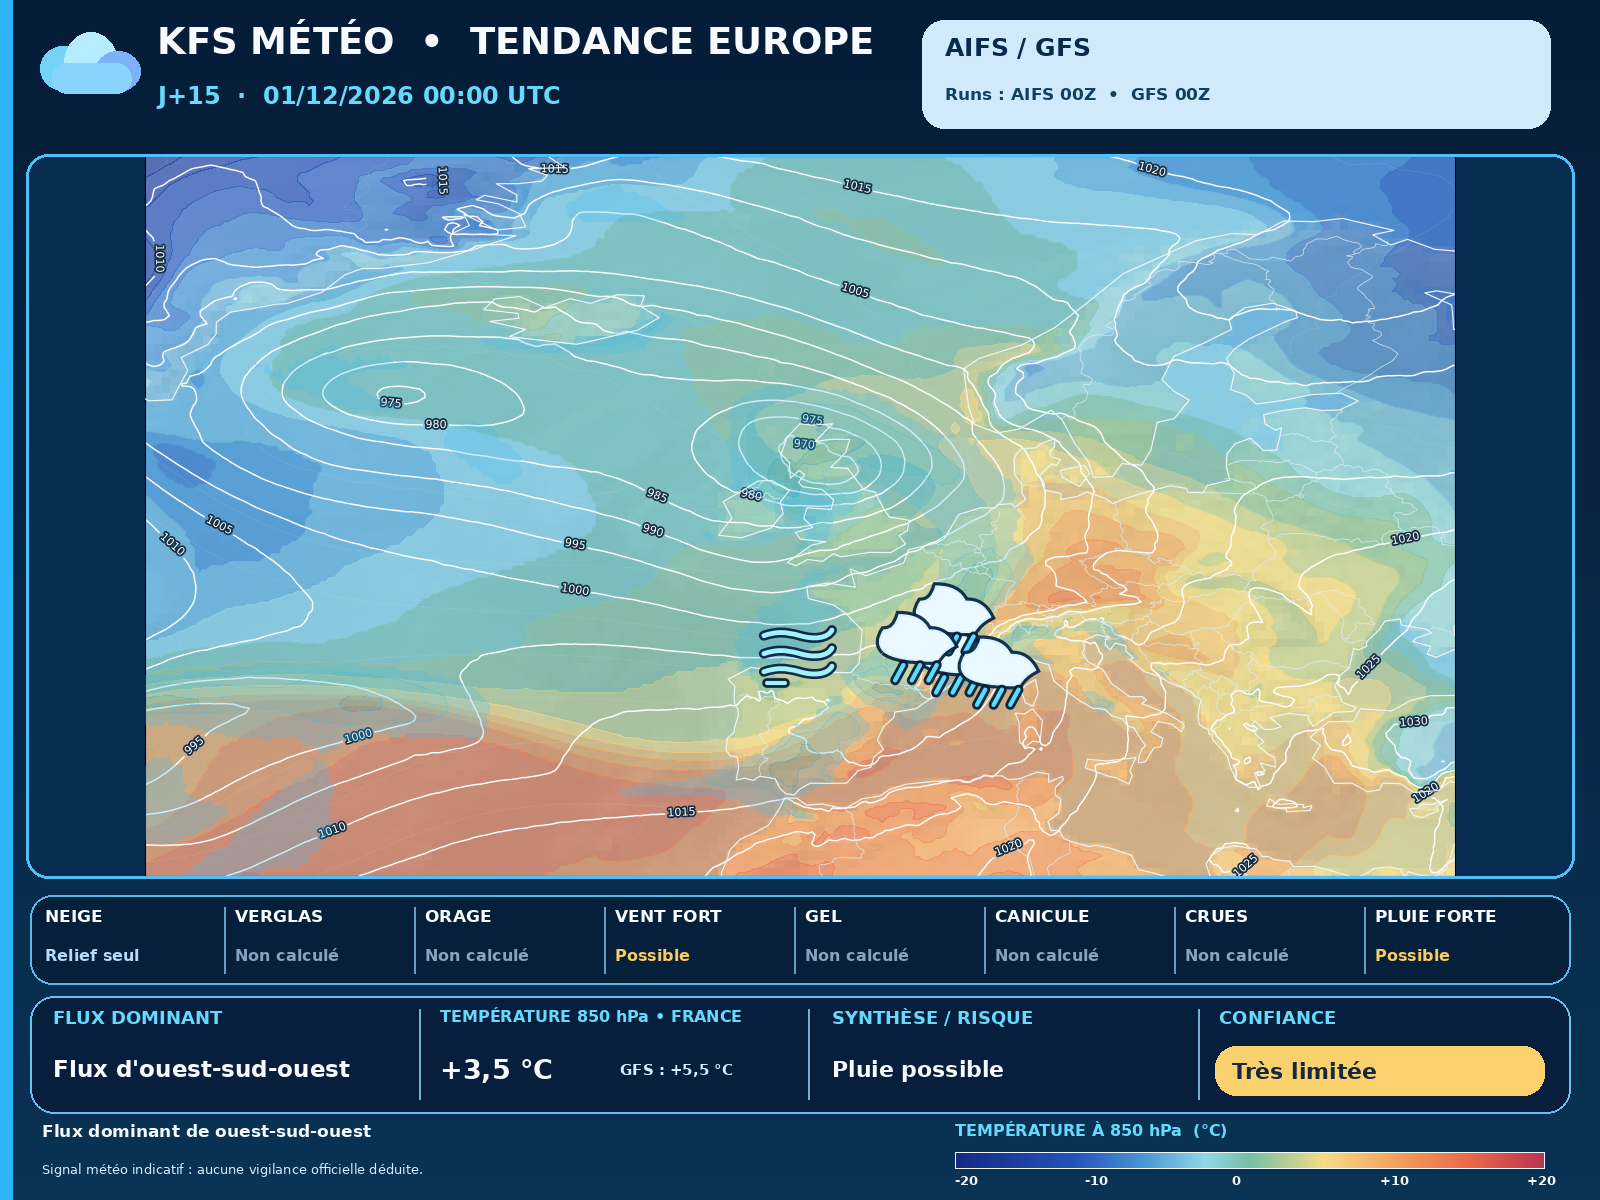 KFS MÉTÉO • TENDANCE EUROPE
J+15 · 01/12/2026 00:00 UTC
AIFS / GFS
Runs : AIFS 00Z • GFS 00Z
1015
1015
1015
1020
1010
1005
975
980
975
970
980
985
990
995
1000
1005
1010
1020
1025
1030
1020
1025
1020
1015
1010
1000
995
NEIGE
Relief seul
VERGLAS
Non calculé
ORAGE
Non calculé
VENT FORT
Possible
GEL
Non calculé
CANICULE
Non calculé
CRUES
Non calculé
PLUIE FORTE
Possible
FLUX DOMINANT
Flux d'ouest-sud-ouest
TEMPÉRATURE 850 hPa • FRANCE
+3,5 °C
GFS : +5,5 °C
SYNTHÈSE / RISQUE
Pluie possible
CONFIANCE
Très limitée
Flux dominant de ouest-sud-ouest
Signal météo indicatif : aucune vigilance officielle déduite.
TEMPÉRATURE À 850 hPa (°C)
-20 -10 0 +10 +20